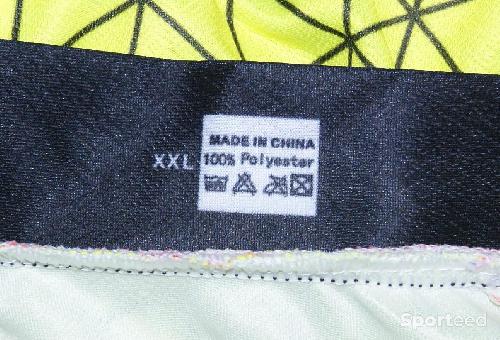 MADE IN CHINA
XXL 100% Polyester
Sporteed